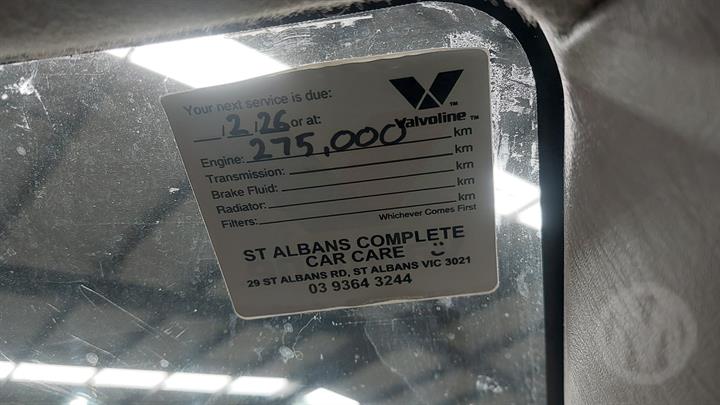 Your next service is due:
__/2/26 or at:
Valvoline™
Engine: 275,000 km
Transmission: km
Brake Fluid: km
Radiator: km
Filters: km
Whichever Comes First
ST ALBANS COMPLETE
CAR CARE
29 ST ALBANS RD, ST ALBANS VIC 3021
03 9364 3244